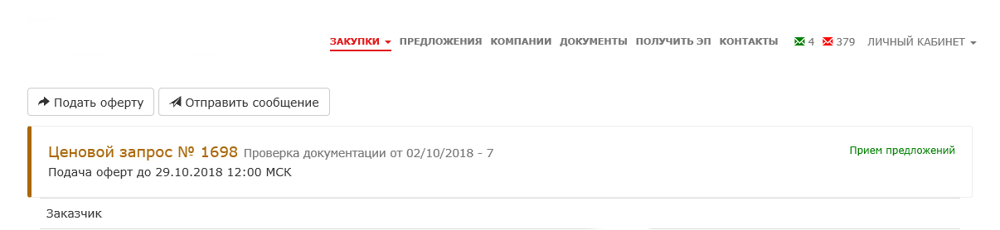 ЗАКУПКИ ПРЕДЛОЖЕНИЯ КОМПАНИИ ДОКУМЕНТЫ ПОЛУЧИТЬ ЭП КОНТАКТЫ 4 379 ЛИЧНЫЙ КАБИНЕТ
Подать оферту Отправить сообщение
Ценовой запрос № 1698 Проверка документации от 02/10/2018 - 7 Прием предложений
Подача оферт до 29.10.2018 12:00 МСК
Заказчик